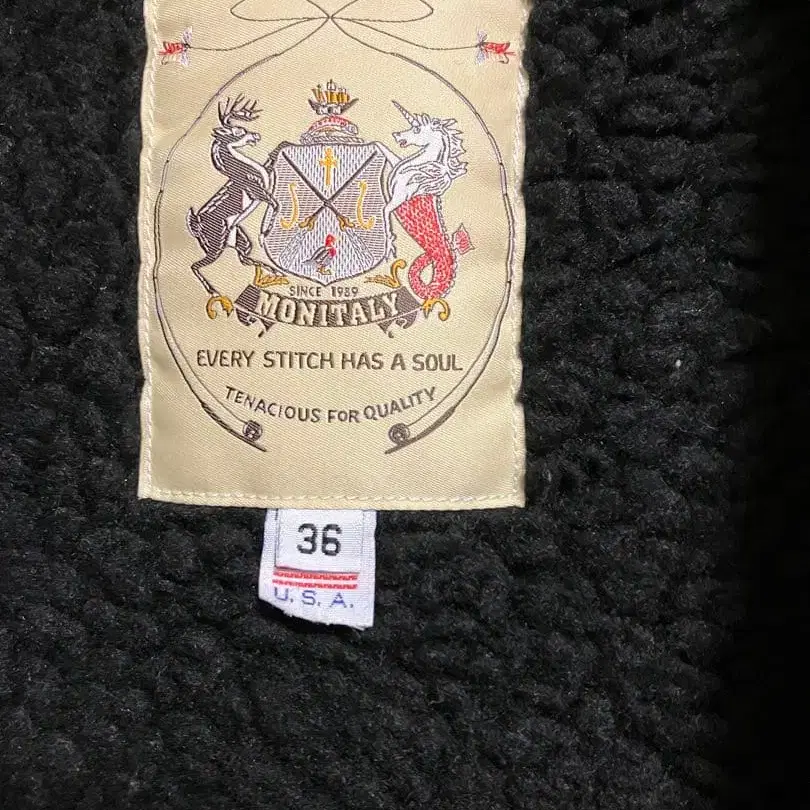 SINCE 1989
MONITALY
EVERY STITCH HAS A SOUL
TENACIOUS FOR QUALITY
36
U.S.A.